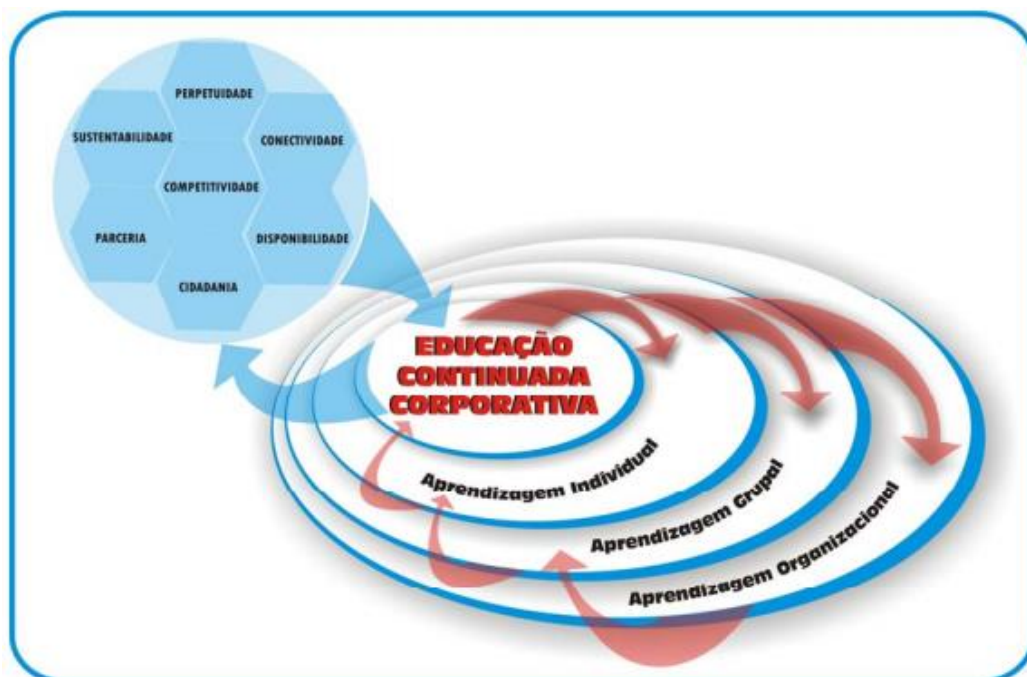 PERPETUIDADE
SUSTENTABILIDADE
CONECTIVIDADE
COMPETITIVIDADE
PARCERIA
DISPONIBILIDADE
CIDADANIA
EDUCAÇÃO
CONTINUADA
CORPORATIVA
Aprendizagem Individual
Aprendizagem Grupal
Aprendizagem Organizacional